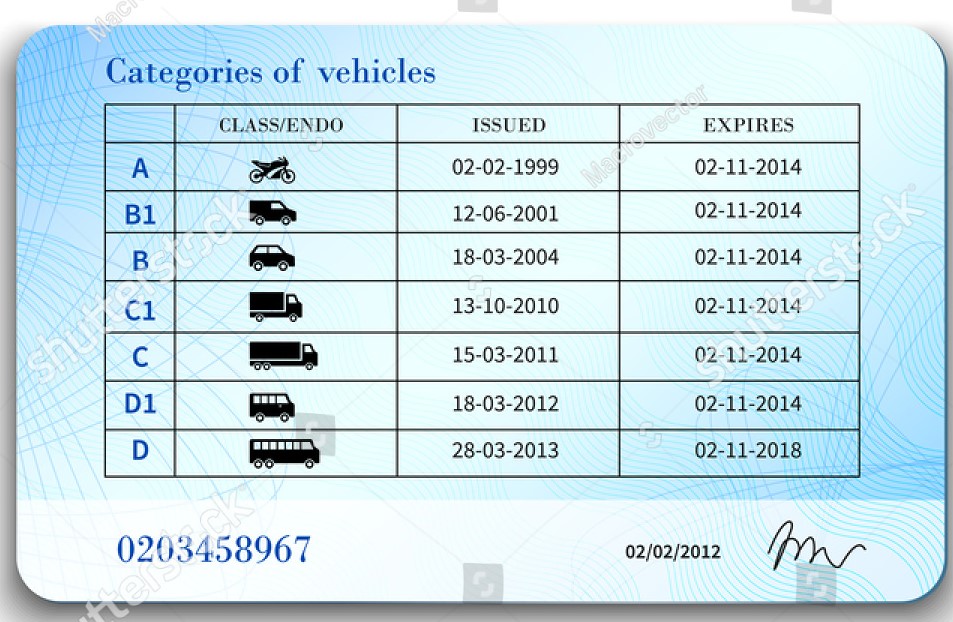 Categories of vehicles
CLASS/ENDO ISSUED EXPIRES
A 02-02-1999 02-11-2014
B1 12-06-2001 02-11-2014
B 18-03-2004 02-11-2014
C1 13-10-2010 02-11-2014
C 15-03-2011 02-11-2014
D1 18-03-2012 02-11-2014
D 28-03-2013 02-11-2018
0203458967 02/02/2012
shutterstock
Macrovector
shutterstock